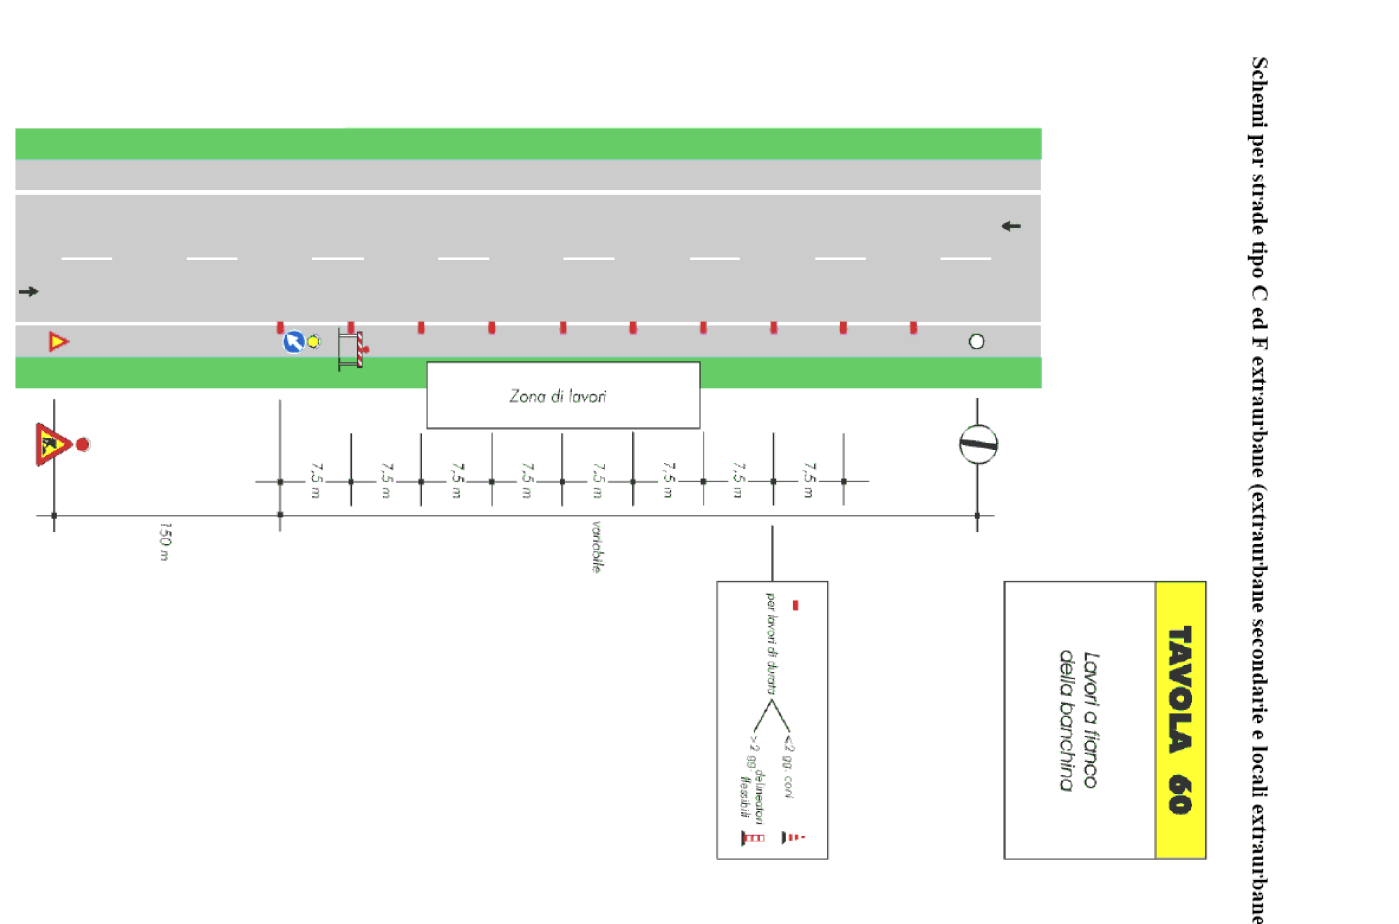 Schemi per strade tipo C ed F extraurbane (extraurbane secondarie e locali extraurbane
TAVOLA 60
Lavori a fianco
della banchina
Zona di lavori
7,5 m
7,5 m
7,5 m
7,5 m
7,5 m
7,5 m
7,5 m
7,5 m
150 m
variabile
per lavori di durata
<2 gg. coni
>2 gg. delineatori
flessibili